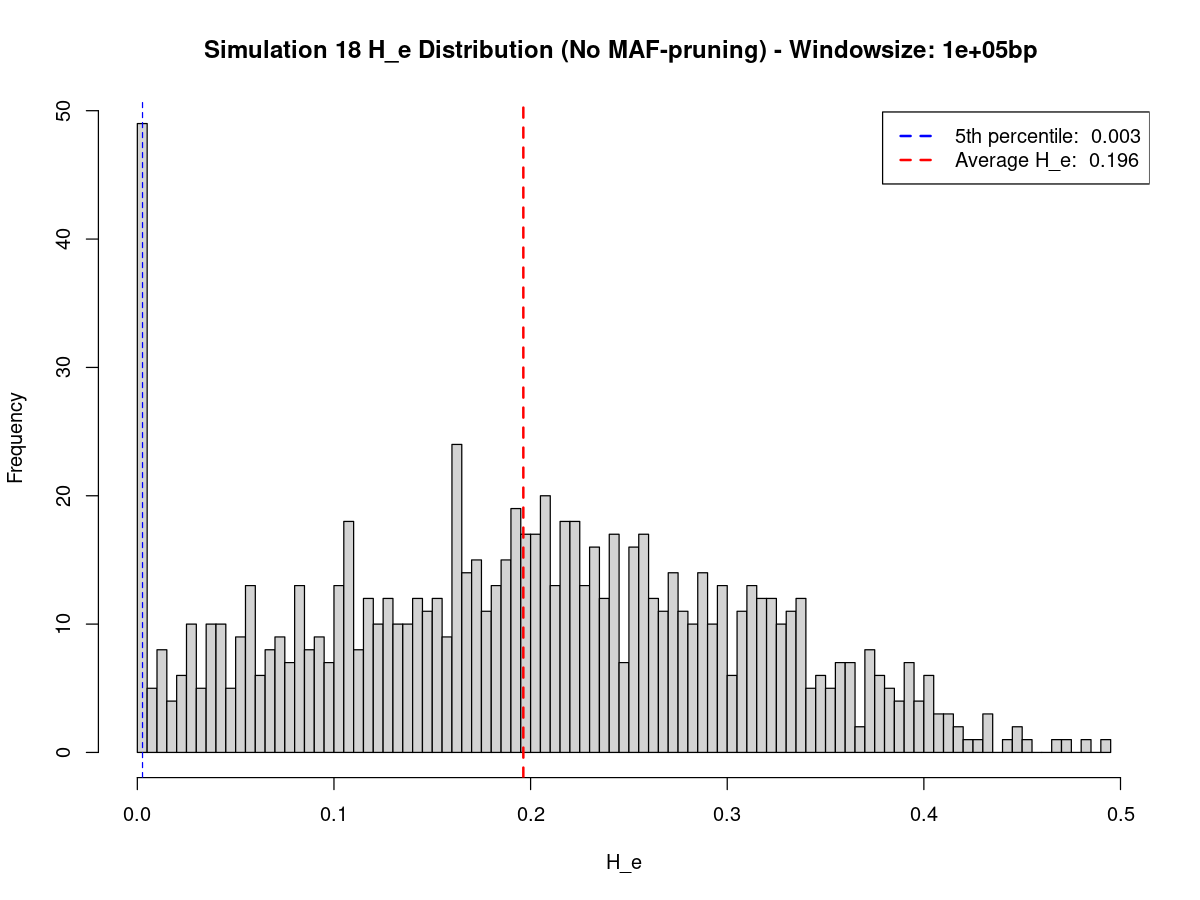 Simulation 18 H_e Distribution (No MAF-pruning) - Windowsize: 1e+05bp
5th percentile: 0.003
Average H_e: 0.196
Frequency
50
40
30
20
10
0
0.0 0.1 0.2 0.3 0.4 0.5
H_e